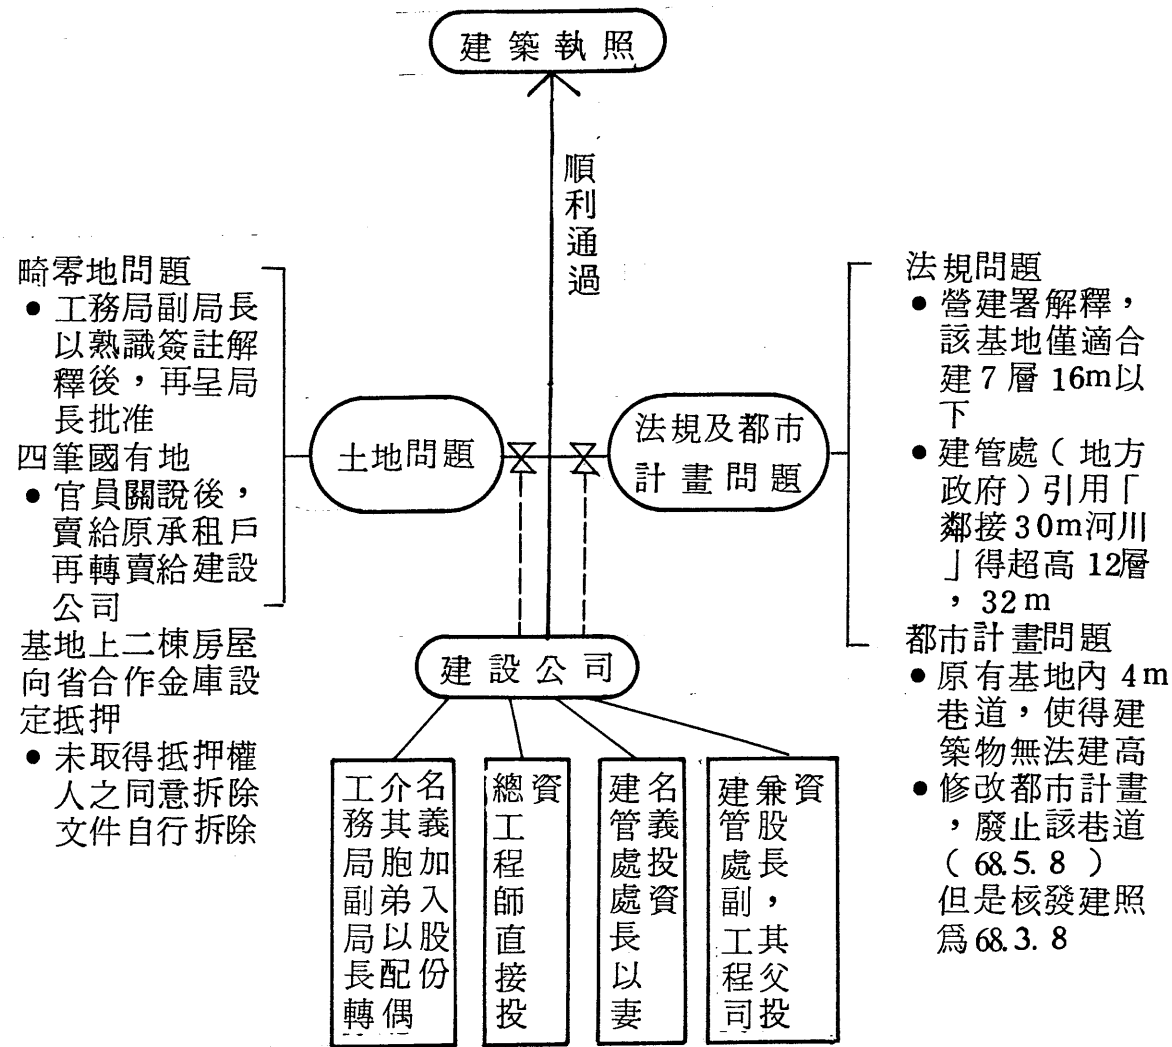 建築執照
順利通過
畸零地問題
• 工務局副局長
以熟識簽註解
釋後，再呈局
長批准
四筆國有地
• 官員關說後，
賣給原承租戶
再轉賣給建設
公司
基地上二棟房屋
向省合作金庫設
定抵押
• 未取得抵押權
人之同意拆除
文件自行拆除
土地問題
法規及都市
計畫問題
法規問題
• 營建署解釋，
該基地僅適合
建7層16m以
下
• 建管處（地方
政府）引用「
鄰接30m河川
」得超高12層
，32m
都市計畫問題
• 原有基地內4m
巷道，使得建
築物無法建高
• 修改都市計畫
，廢止該巷道
（68.5.8）
但是核發建照
爲68.3.8
建設公司
工務局副局長轉
介其胞弟以配偶
名義加入股份
總工程師直接投
資
建管處處長以妻
名義投資
建管處副工程司
兼股長，其父投
資